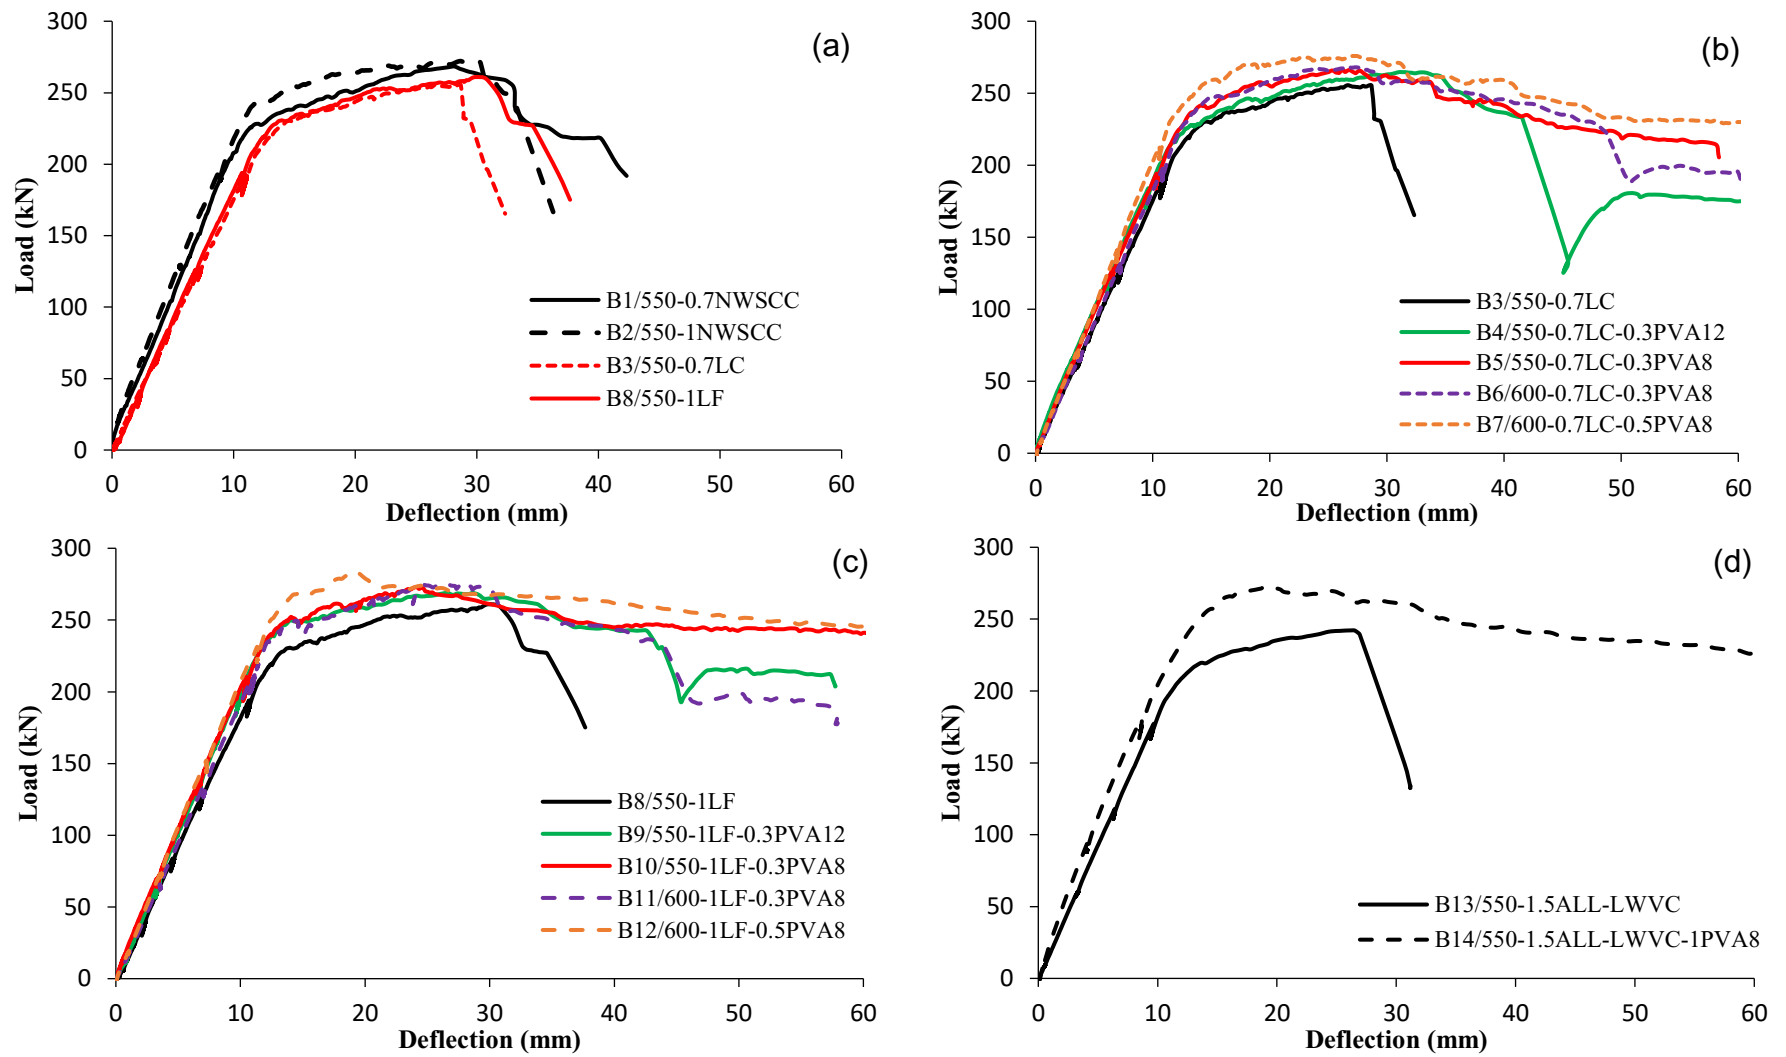 (a)
Load (kN)
300
250
200
150
100
50
0
0 10 20 30 40 50 60
Deflection (mm)
B1/550-0.7NWSCC
B2/550-1NWSCC
B3/550-0.7LC
B8/550-1LF
(b)
Load (kN)
300
250
200
150
100
50
0
0 10 20 30 40 50 60
Deflection (mm)
B3/550-0.7LC
B4/550-0.7LC-0.3PVA12
B5/550-0.7LC-0.3PVA8
B6/600-0.7LC-0.3PVA8
B7/600-0.7LC-0.5PVA8
(c)
Load (kN)
300
250
200
150
100
50
0
0 10 20 30 40 50 60
Deflection (mm)
B8/550-1LF
B9/550-1LF-0.3PVA12
B10/550-1LF-0.3PVA8
B11/600-1LF-0.3PVA8
B12/600-1LF-0.5PVA8
(d)
Load (kN)
300
250
200
150
100
50
0
0 10 20 30 40 50 60
Deflection (mm)
B13/550-1.5ALL-LWVC
B14/550-1.5ALL-LWVC-1PVA8